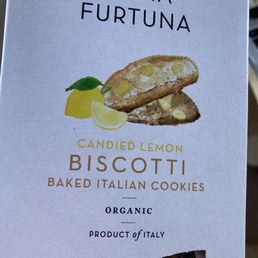 FURTUNA
CANDIED LEMON
BISCOTTI
BAKED ITALIAN COOKIES
ORGANIC
PRODUCT of ITALY